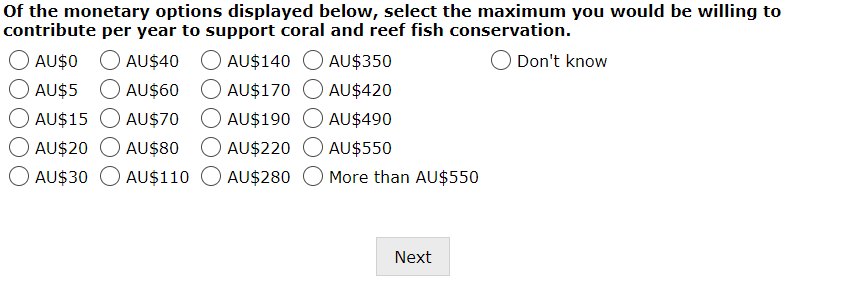 Of the monetary options displayed below, select the maximum you would be willing to
contribute per year to support coral and reef fish conservation.
AU$0 AU$40 AU$140 AU$350 Don't know
AU$5 AU$60 AU$170 AU$420
AU$15 AU$70 AU$190 AU$490
AU$20 AU$80 AU$220 AU$550
AU$30 AU$110 AU$280 More than AU$550
Next